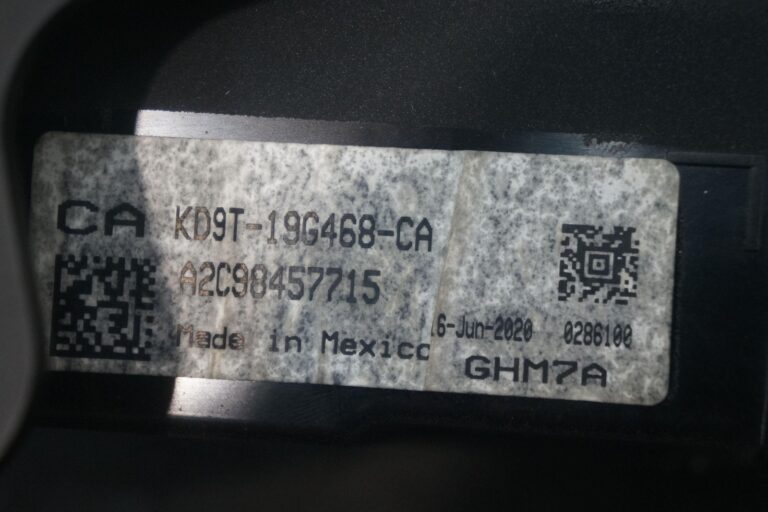 CA KD9T-19G468-CA
A2C98457715
Made in Mexico
16-Jun-2020 0286100
GHM7A